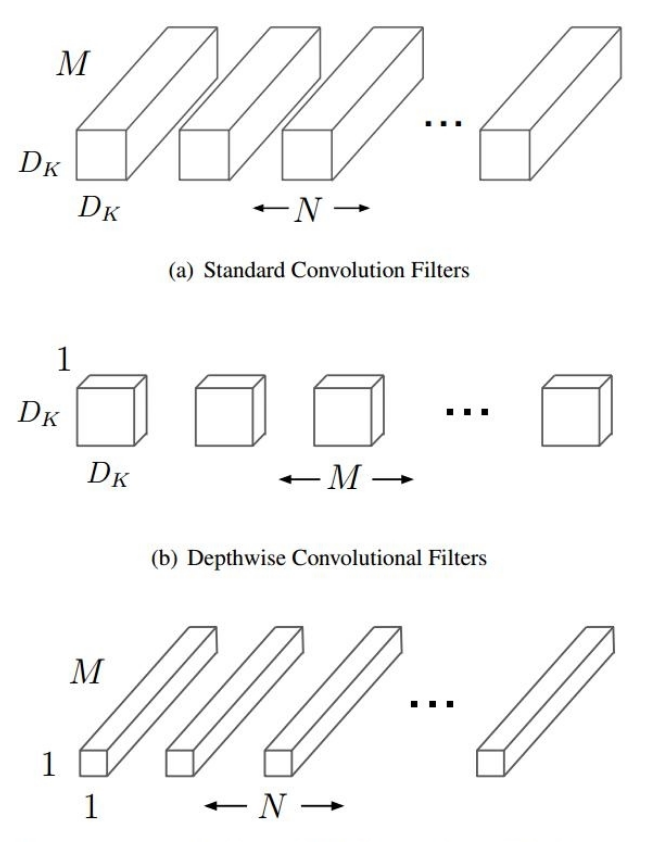 M
D_K
D_K
← N →
...
(a) Standard Convolution Filters
1
D_K
D_K
← M →
...
(b) Depthwise Convolutional Filters
M
1
1
← N →
...